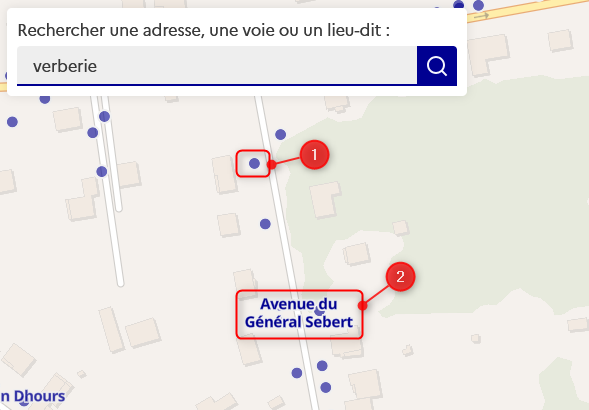 Rechercher une adresse, une voie ou un lieu-dit :
verberie
1
2
Avenue du
Général Sebert
n Dhours